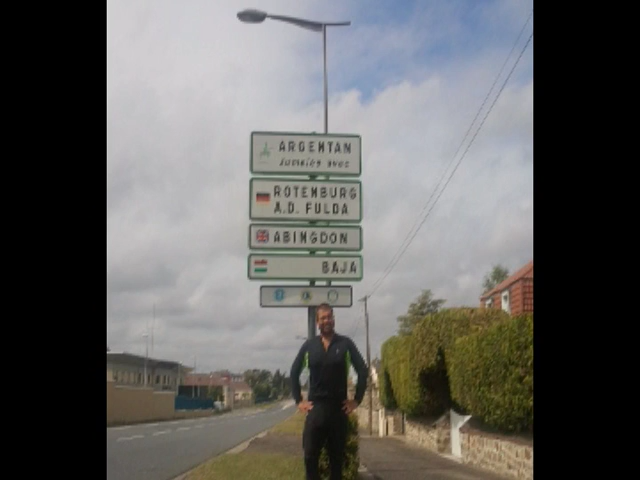 ARGENTAN
Jumelée avec
ROTENBURG
A.D. FULDA
ABINGDON
BAJA